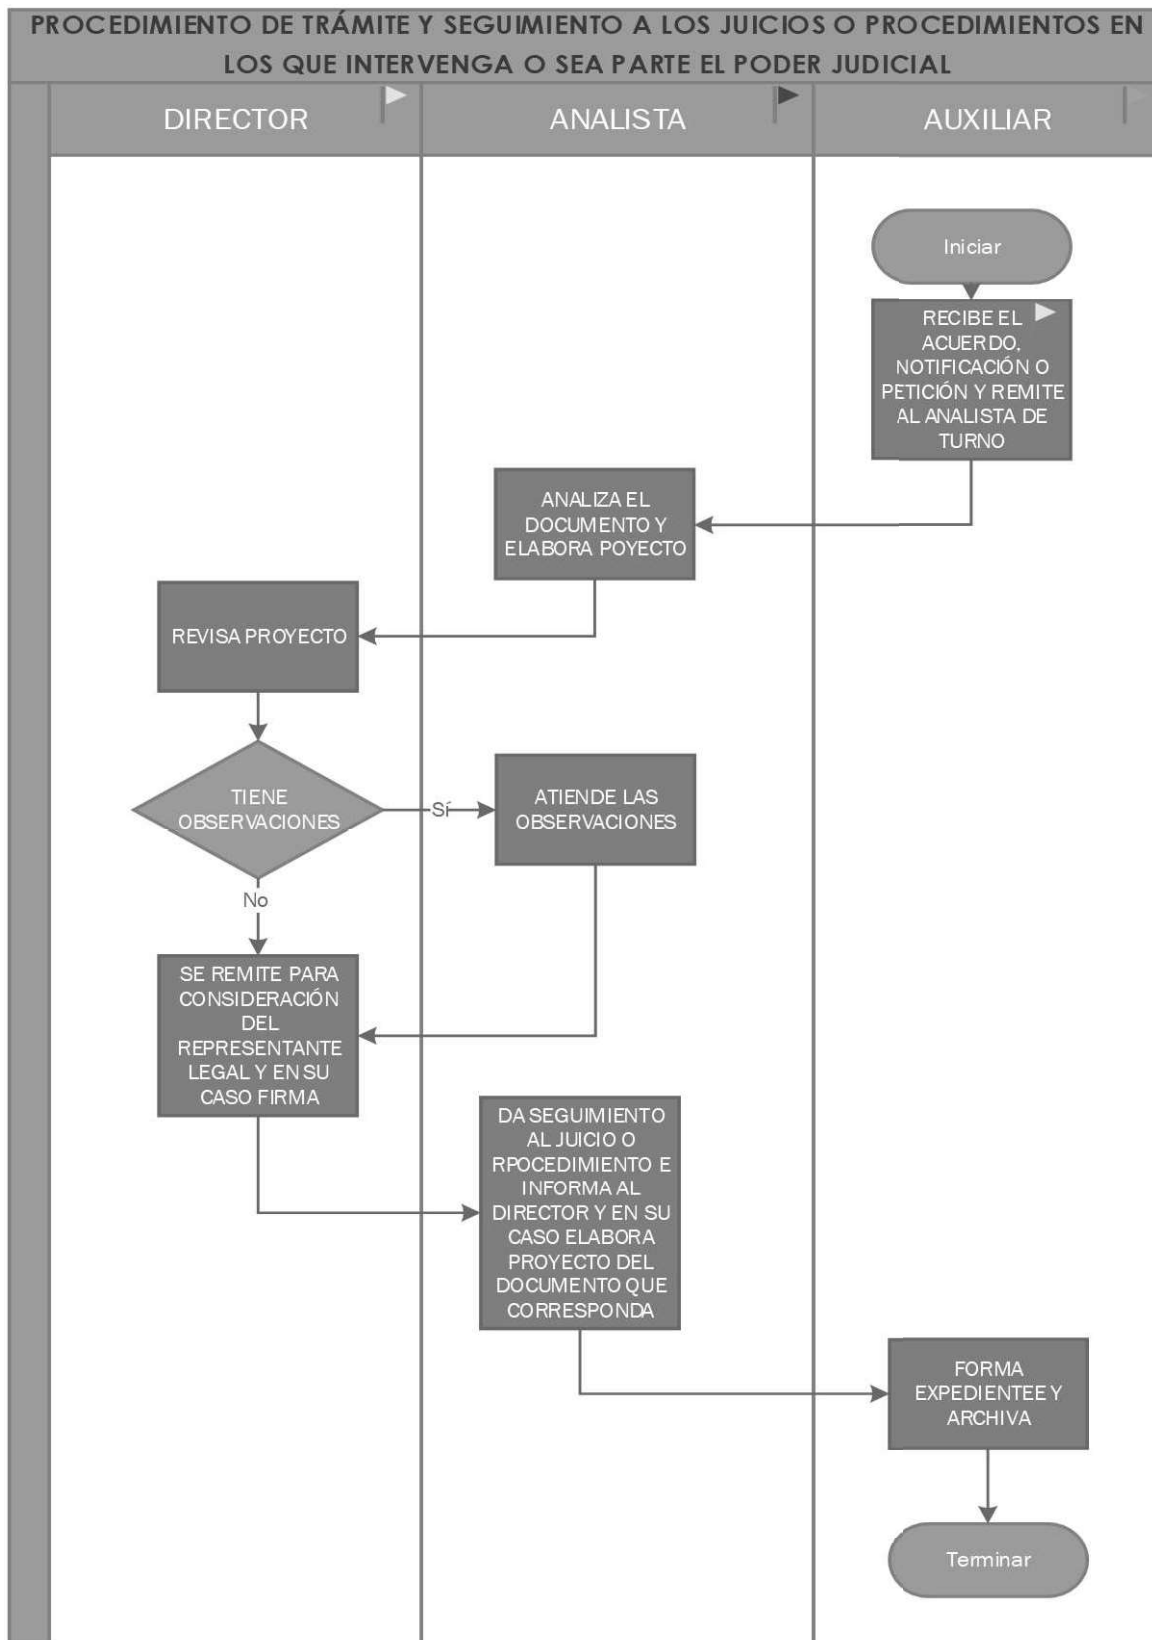 PROCEDIMIENTO DE TRÁMITE Y SEGUIMIENTO A LOS JUICIOS O PROCEDIMIENTOS EN
LOS QUE INTERVENGA O SEA PARTE EL PODER JUDICIAL
DIRECTOR
ANALISTA
AUXILIAR
Iniciar
RECIBE EL
ACUERDO,
NOTIFICACIÓN O
PETICIÓN Y REMITE
AL ANALISTA DE
TURNO
ANALIZA EL
DOCUMENTO Y
ELABORA POYECTO
REVISA PROYECTO
TIENE
OBSERVACIONES
Sí
ATIENDE LAS
OBSERVACIONES
No
SE REMITE PARA
CONSIDERACIÓN
DEL
REPRESENTANTE
LEGAL Y EN SU
CASO FIRMA
DA SEGUIMIENTO
AL JUICIO O
RPOCEDIMIENTO E
INFORMA AL
DIRECTOR Y EN SU
CASO ELABORA
PROYECTO DEL
DOCUMENTO QUE
CORRESPONDA
FORMA
EXPEDIENTEE Y
ARCHIVA
Terminar